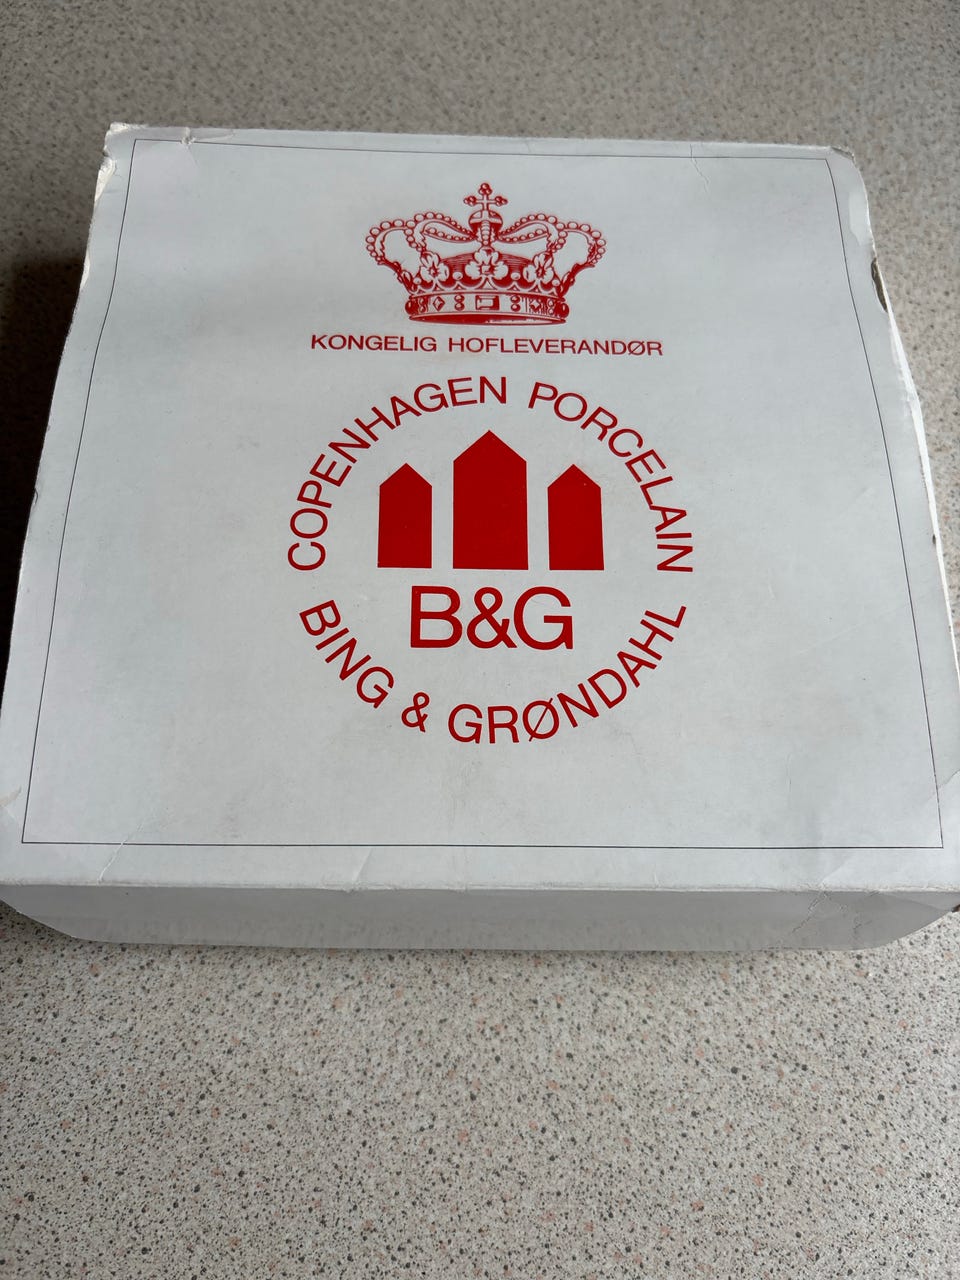 KONGELIG HOFLEVERANDØR
COPENHAGEN PORCELAIN
B&G
BING & GRØNDAHL